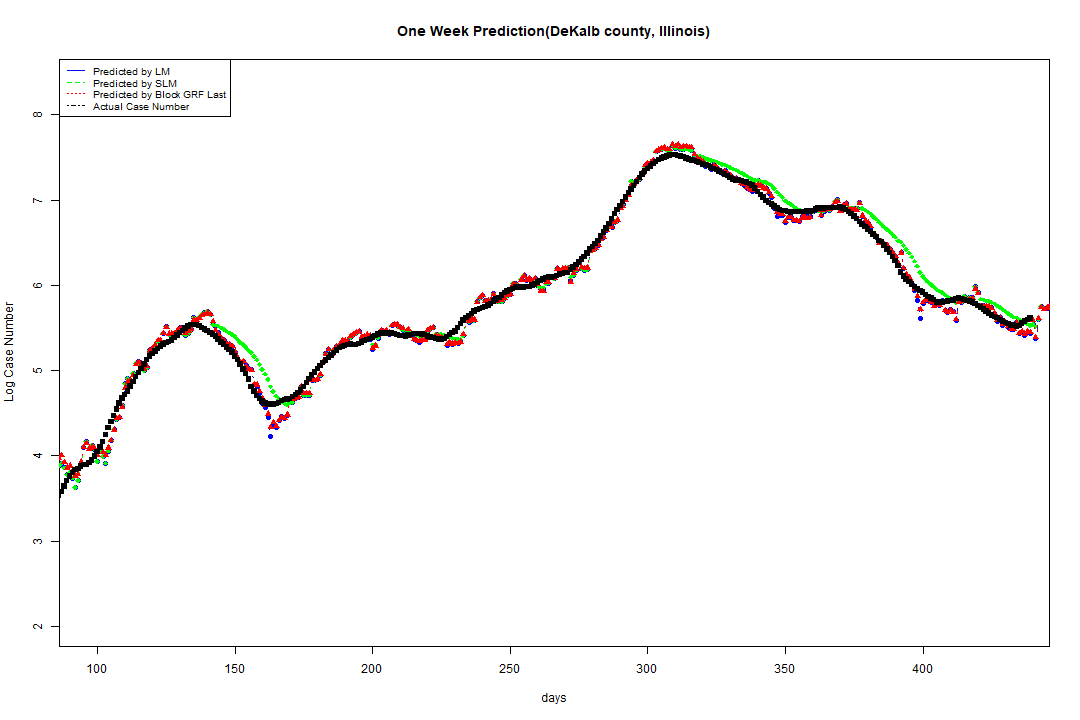 One Week Prediction(DeKalb county, Illinois)
Predicted by LM
Predicted by SLM
Predicted by Block GRF Last
Actual Case Number
8
7
6
5
4
3
2
Log Case Number
100 150 200 250 300 350 400
days